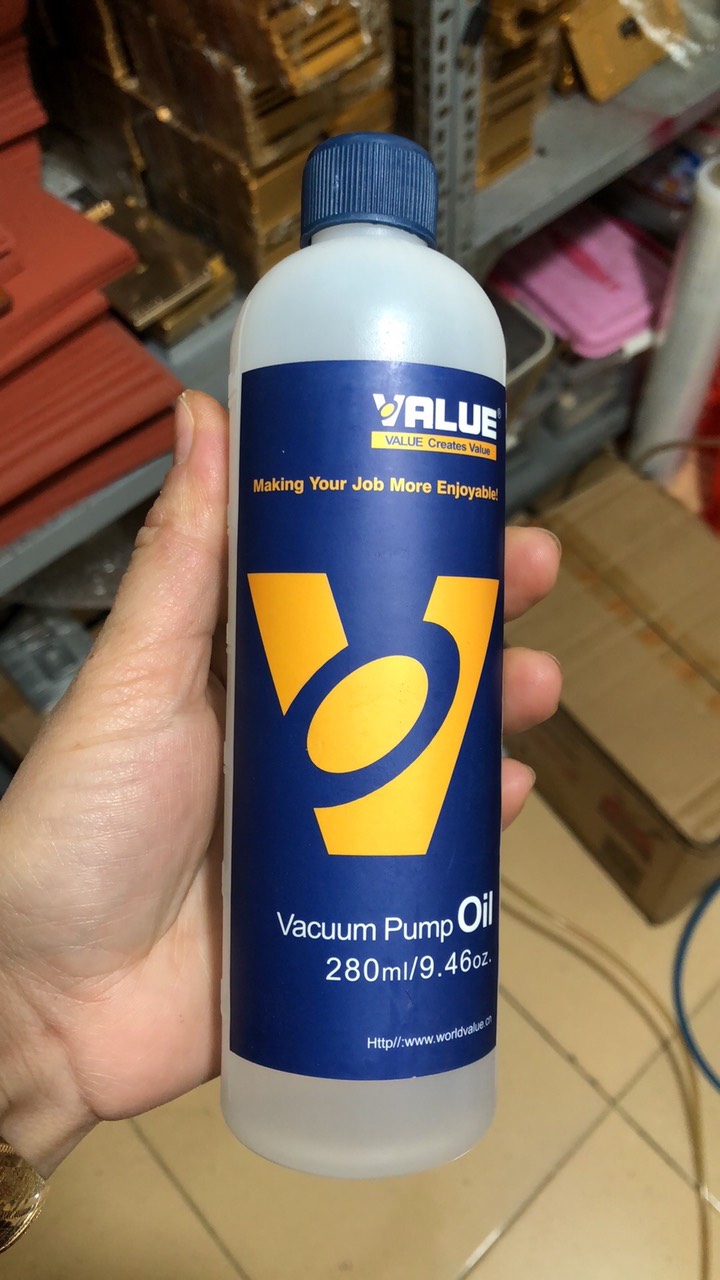 VALUE®
VALUE Creates Value
Making Your Job More Enjoyable!
Vacuum Pump Oil
280ml/9.46oz.
Http//:www.worldvalue.cn